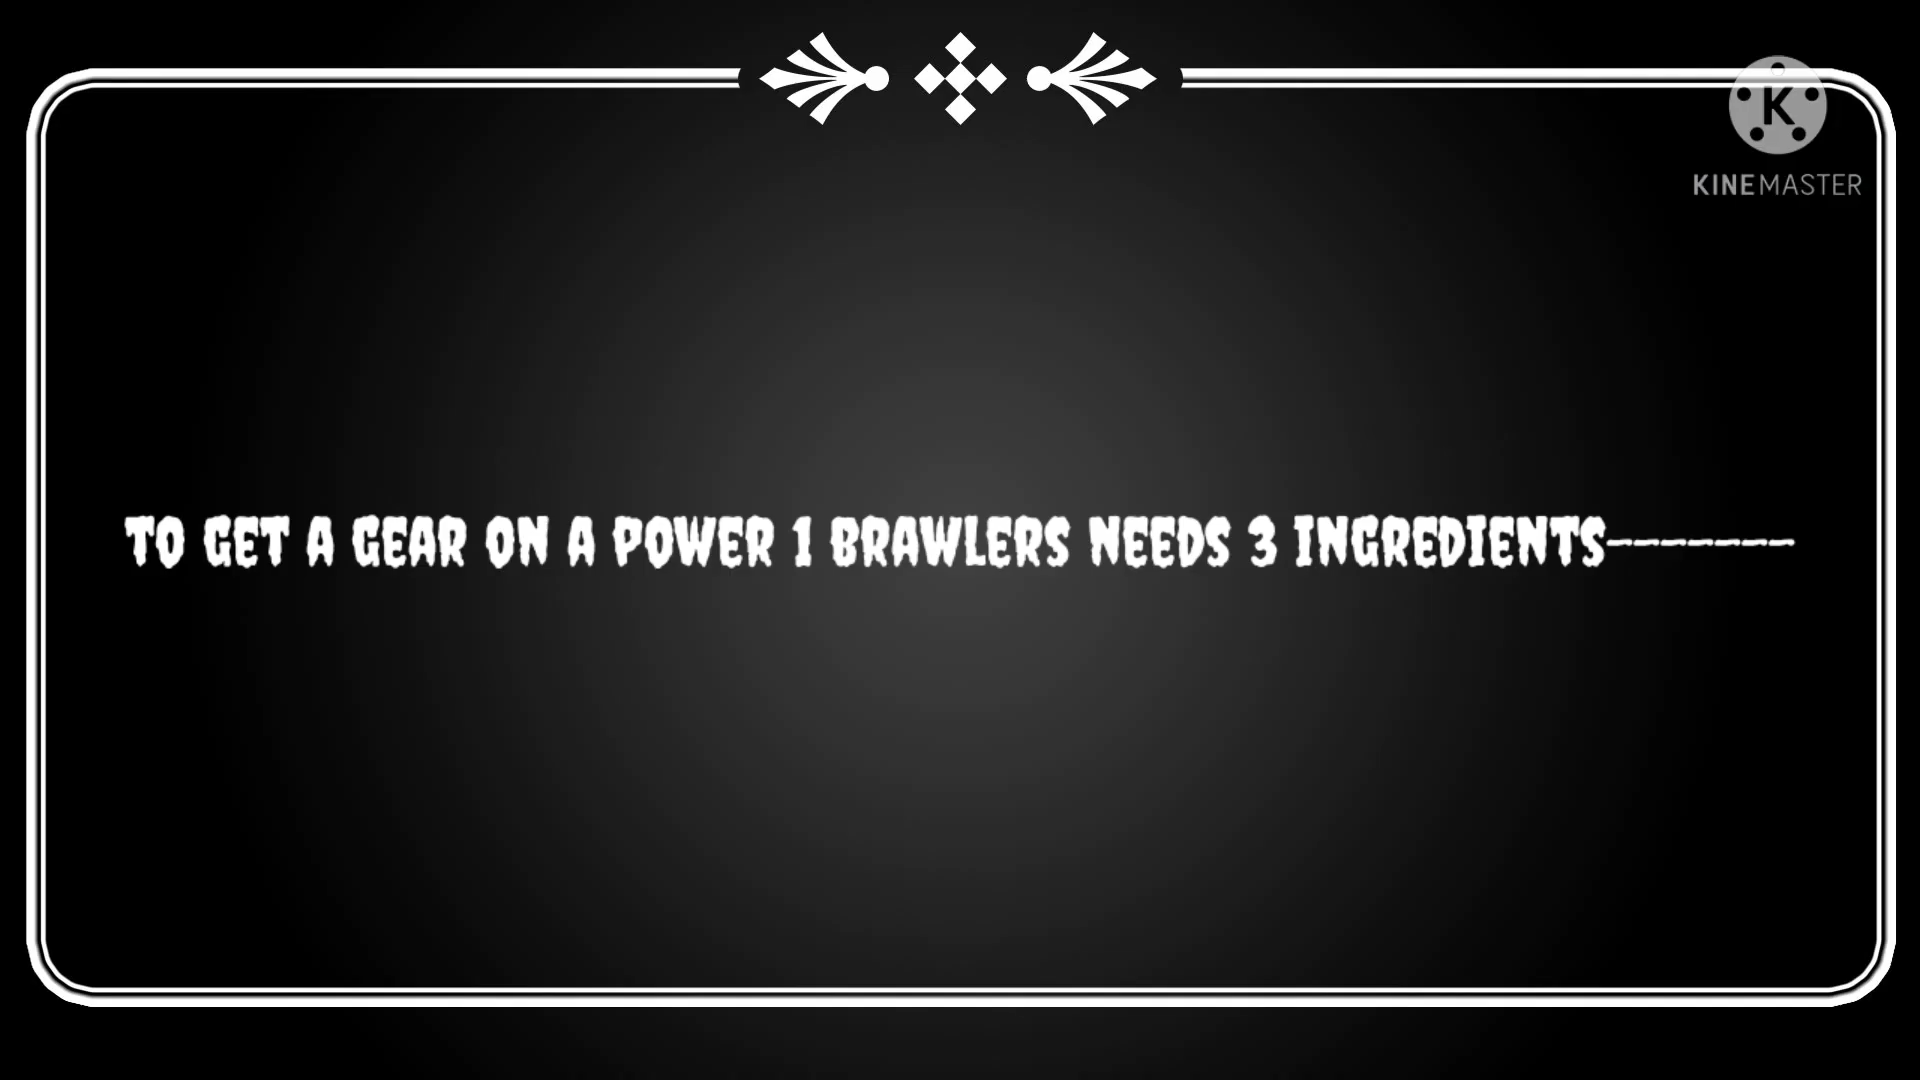 K
KINEMASTER
TO GET A GEAR ON A POWER 1 BRAWLERS NEEDS 3 INGREDIENTS-------